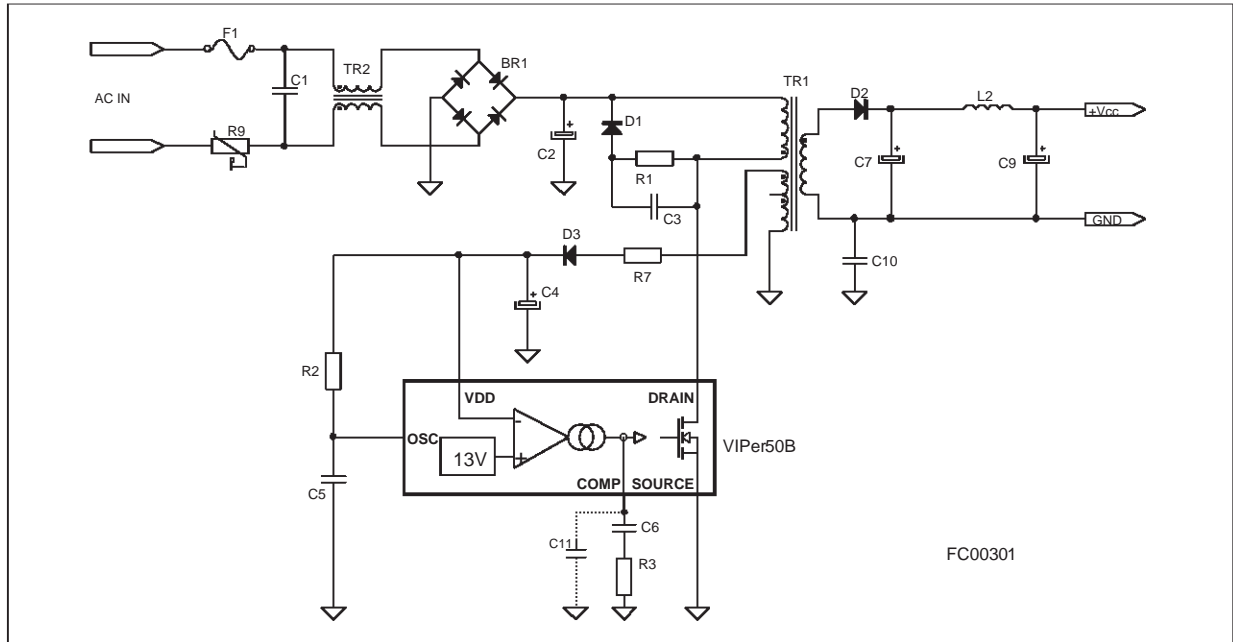 F1
TR2
BR1
C1
AC IN
R9
TR1
D2
L2
+Vcc
D1
+
C2
R1
C3
+
C7
+
C9
GND
D3
R7
C10
+
C4
R2
VDD
DRAIN
OSC
-
+
13V
VIPer50B
COMP
SOURCE
C5
C6
C11
R3
FC00301